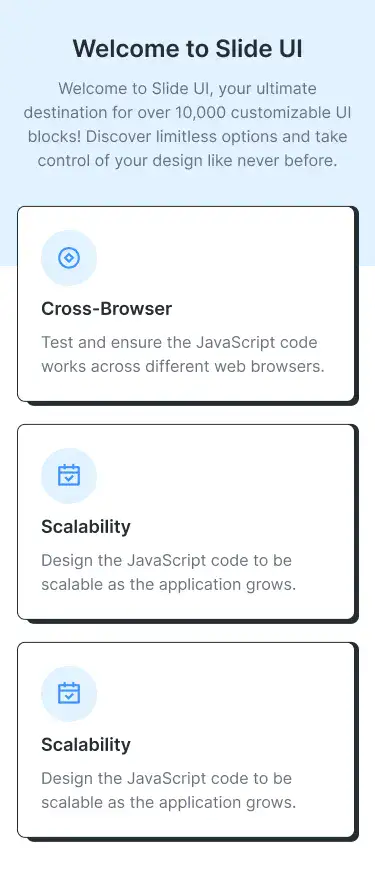 Welcome to Slide UI
Welcome to Slide UI, your ultimate
destination for over 10,000 customizable UI
blocks! Discover limitless options and take
control of your design like never before.
Cross-Browser
Test and ensure the JavaScript code
works across different web browsers.
Scalability
Design the JavaScript code to be
scalable as the application grows.
Scalability
Design the JavaScript code to be
scalable as the application grows.